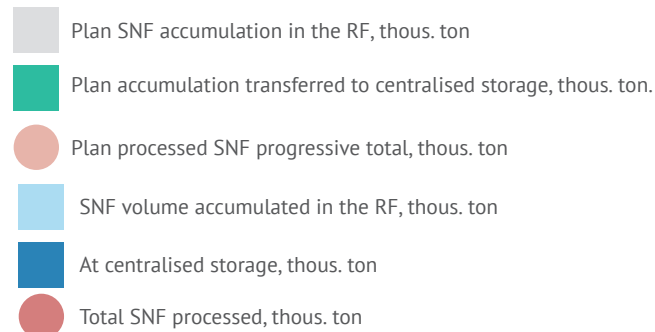 Plan SNF accumulation in the RF, thous. ton
Plan accumulation transferred to centralised storage, thous. ton.
Plan processed SNF progressive total, thous. ton
SNF volume accumulated in the RF, thous. ton
At centralised storage, thous. ton
Total SNF processed, thous. ton